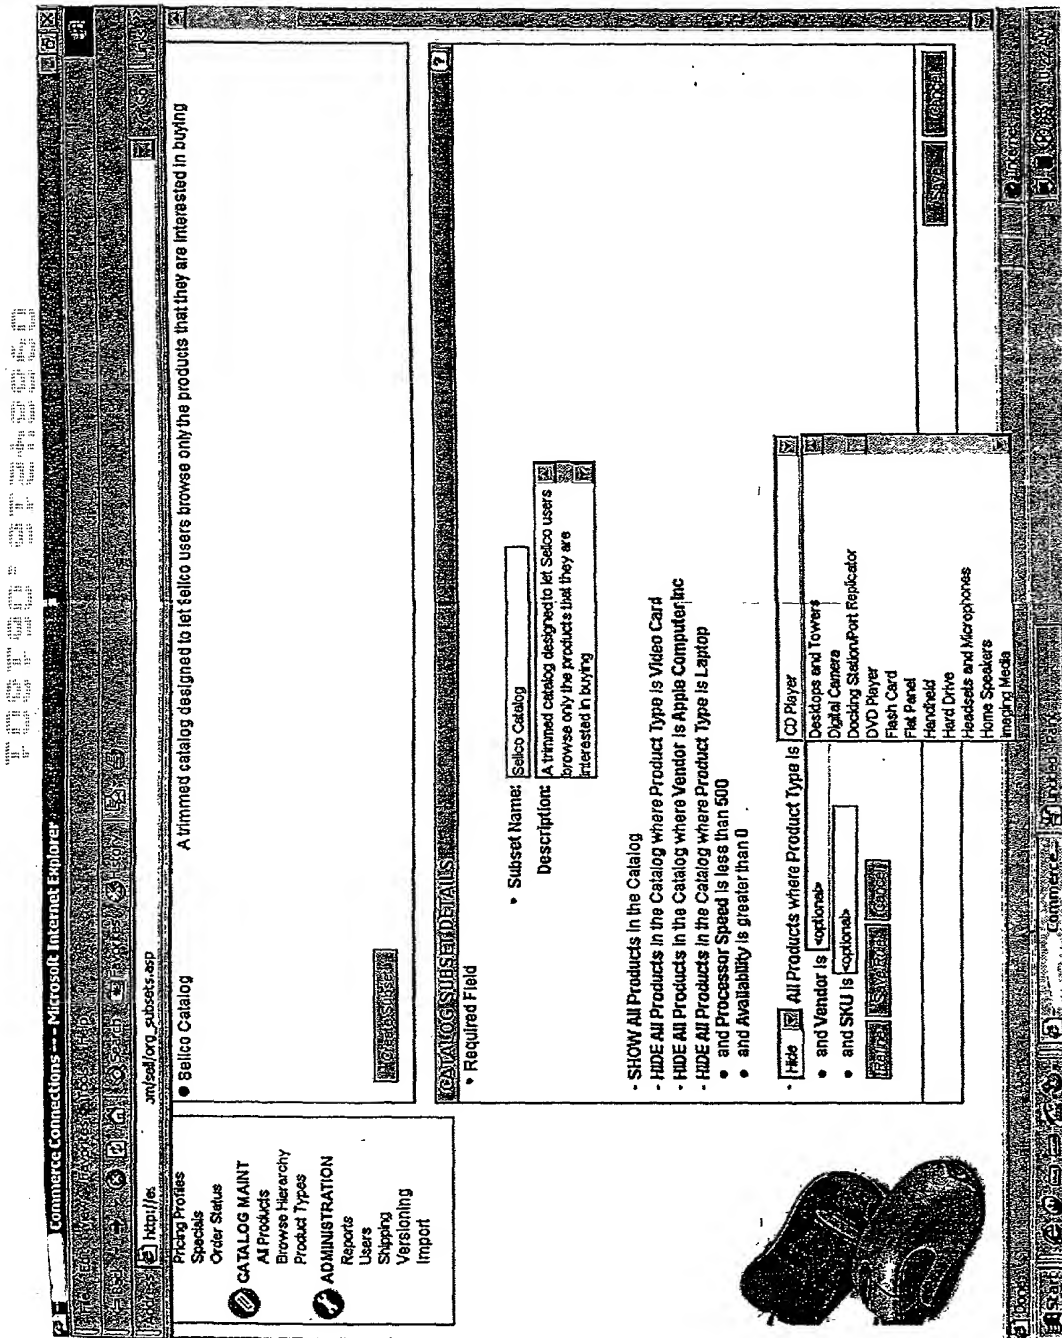 Commerce Connections -- - Microsoft Internet Explorer
Address http://e
om/sell/org_subsets.asp
Pricing Profiles
Specials
Order Status
CATALOG MAINT
All Products
Browse Hierarchy
Product Types
ADMINISTRATION
Reports
Users
Shipping
Versioning
Import
Sellco Catalog
A trimmed catalog designed to let Sellco users browse only the products that they are interested in buying
CATALOG SUBSET DETAILS
Required Field
Subset Name: Sellco Catalog
Description: A trimmed catalog designed to let Sellco users
browse only the products that they are
interested in buying
- SHOW All Products in the Catalog
- HIDE All Products in the Catalog where Product Type is Video Card
- HIDE All Products in the Catalog where Vendor is Apple Computer Inc
- HIDE All Products in the Catalog where Product Type is Laptop
• and Processor Speed is less than 500
• and Availability is greater than 0
- Hide All Products where Product Type is CD Player
• and Vendor is <optional>
• and SKU is <optional>
Desktops and Towers
Digital Camera
Docking Station/Port Replicator
DVD Player
Flash Card
Flat Panel
Handheld
Hard Drive
Headsets and Microphones
Home Speakers
Imaging Media
Save Cancel
Done
Internet
Start
Commerce